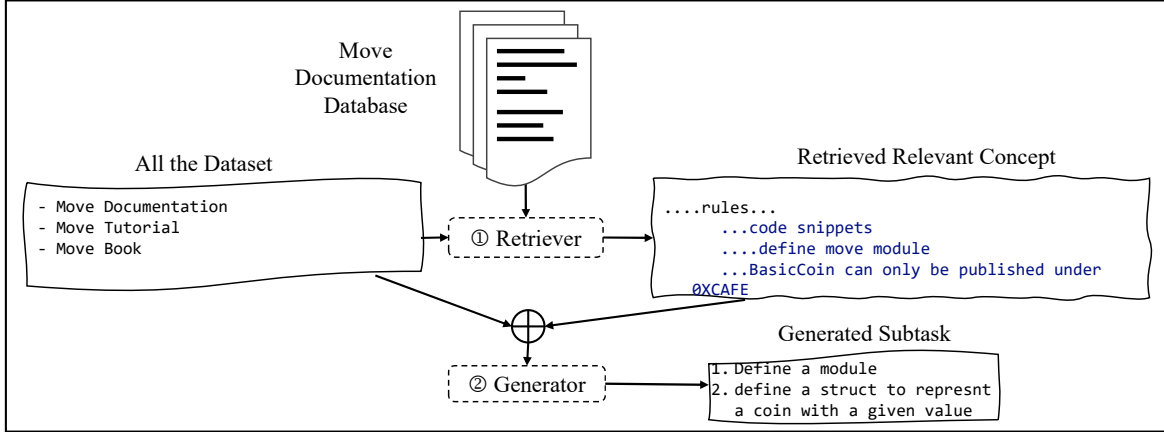 Move
Documentation
Database
All the Dataset
- Move Documentation
- Move Tutorial
- Move Book
① Retriever
Retrieved Relevant Concept
....rules...
...code snippets
....define move module
...BasicCoin can only be published under
0XCAFE
② Generator
Generated Subtask
1. Define a module
2. define a struct to represnt
a coin with a given value